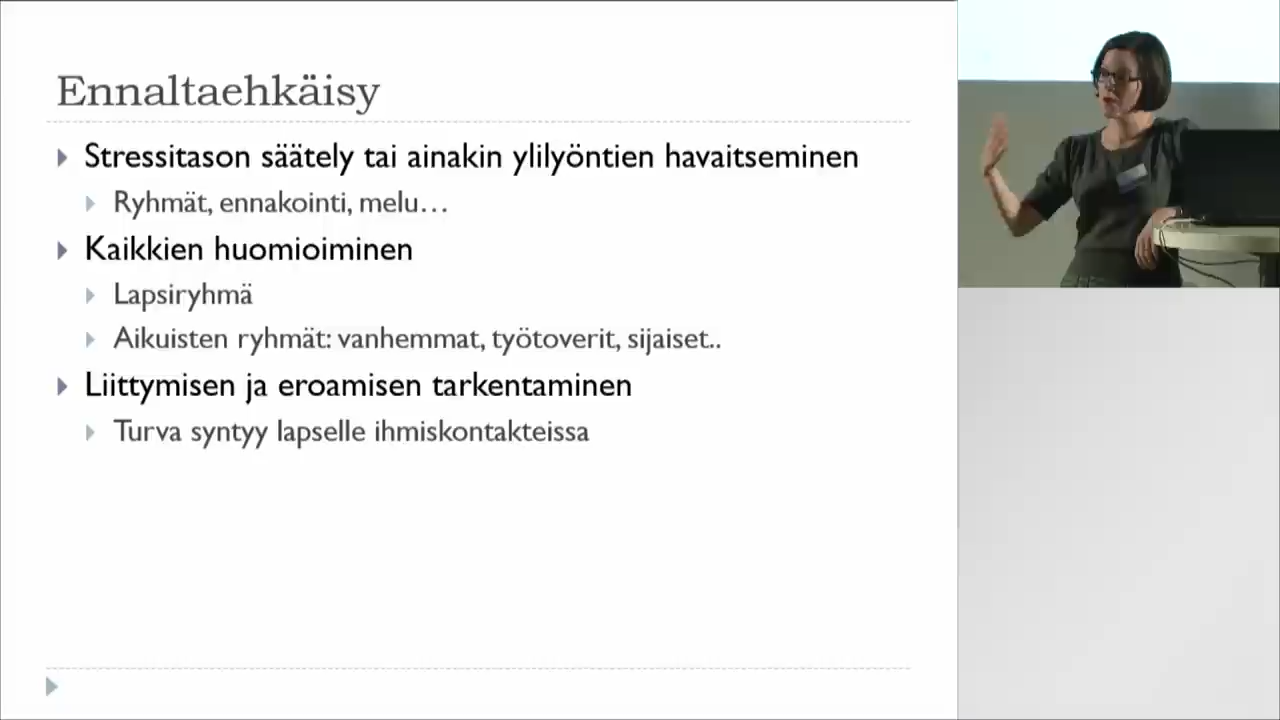 Ennaltaehkäisy
Stressitason säätely tai ainakin ylilyöntien havaitseminen
Ryhmät, ennakointi, melu…
Kaikkien huomioiminen
Lapsiryhmä
Aikuisten ryhmät: vanhemmat, työtoverit, sijaiset..
Liittymisen ja eroamisen tarkentaminen
Turva syntyy lapselle ihmiskontakteissa